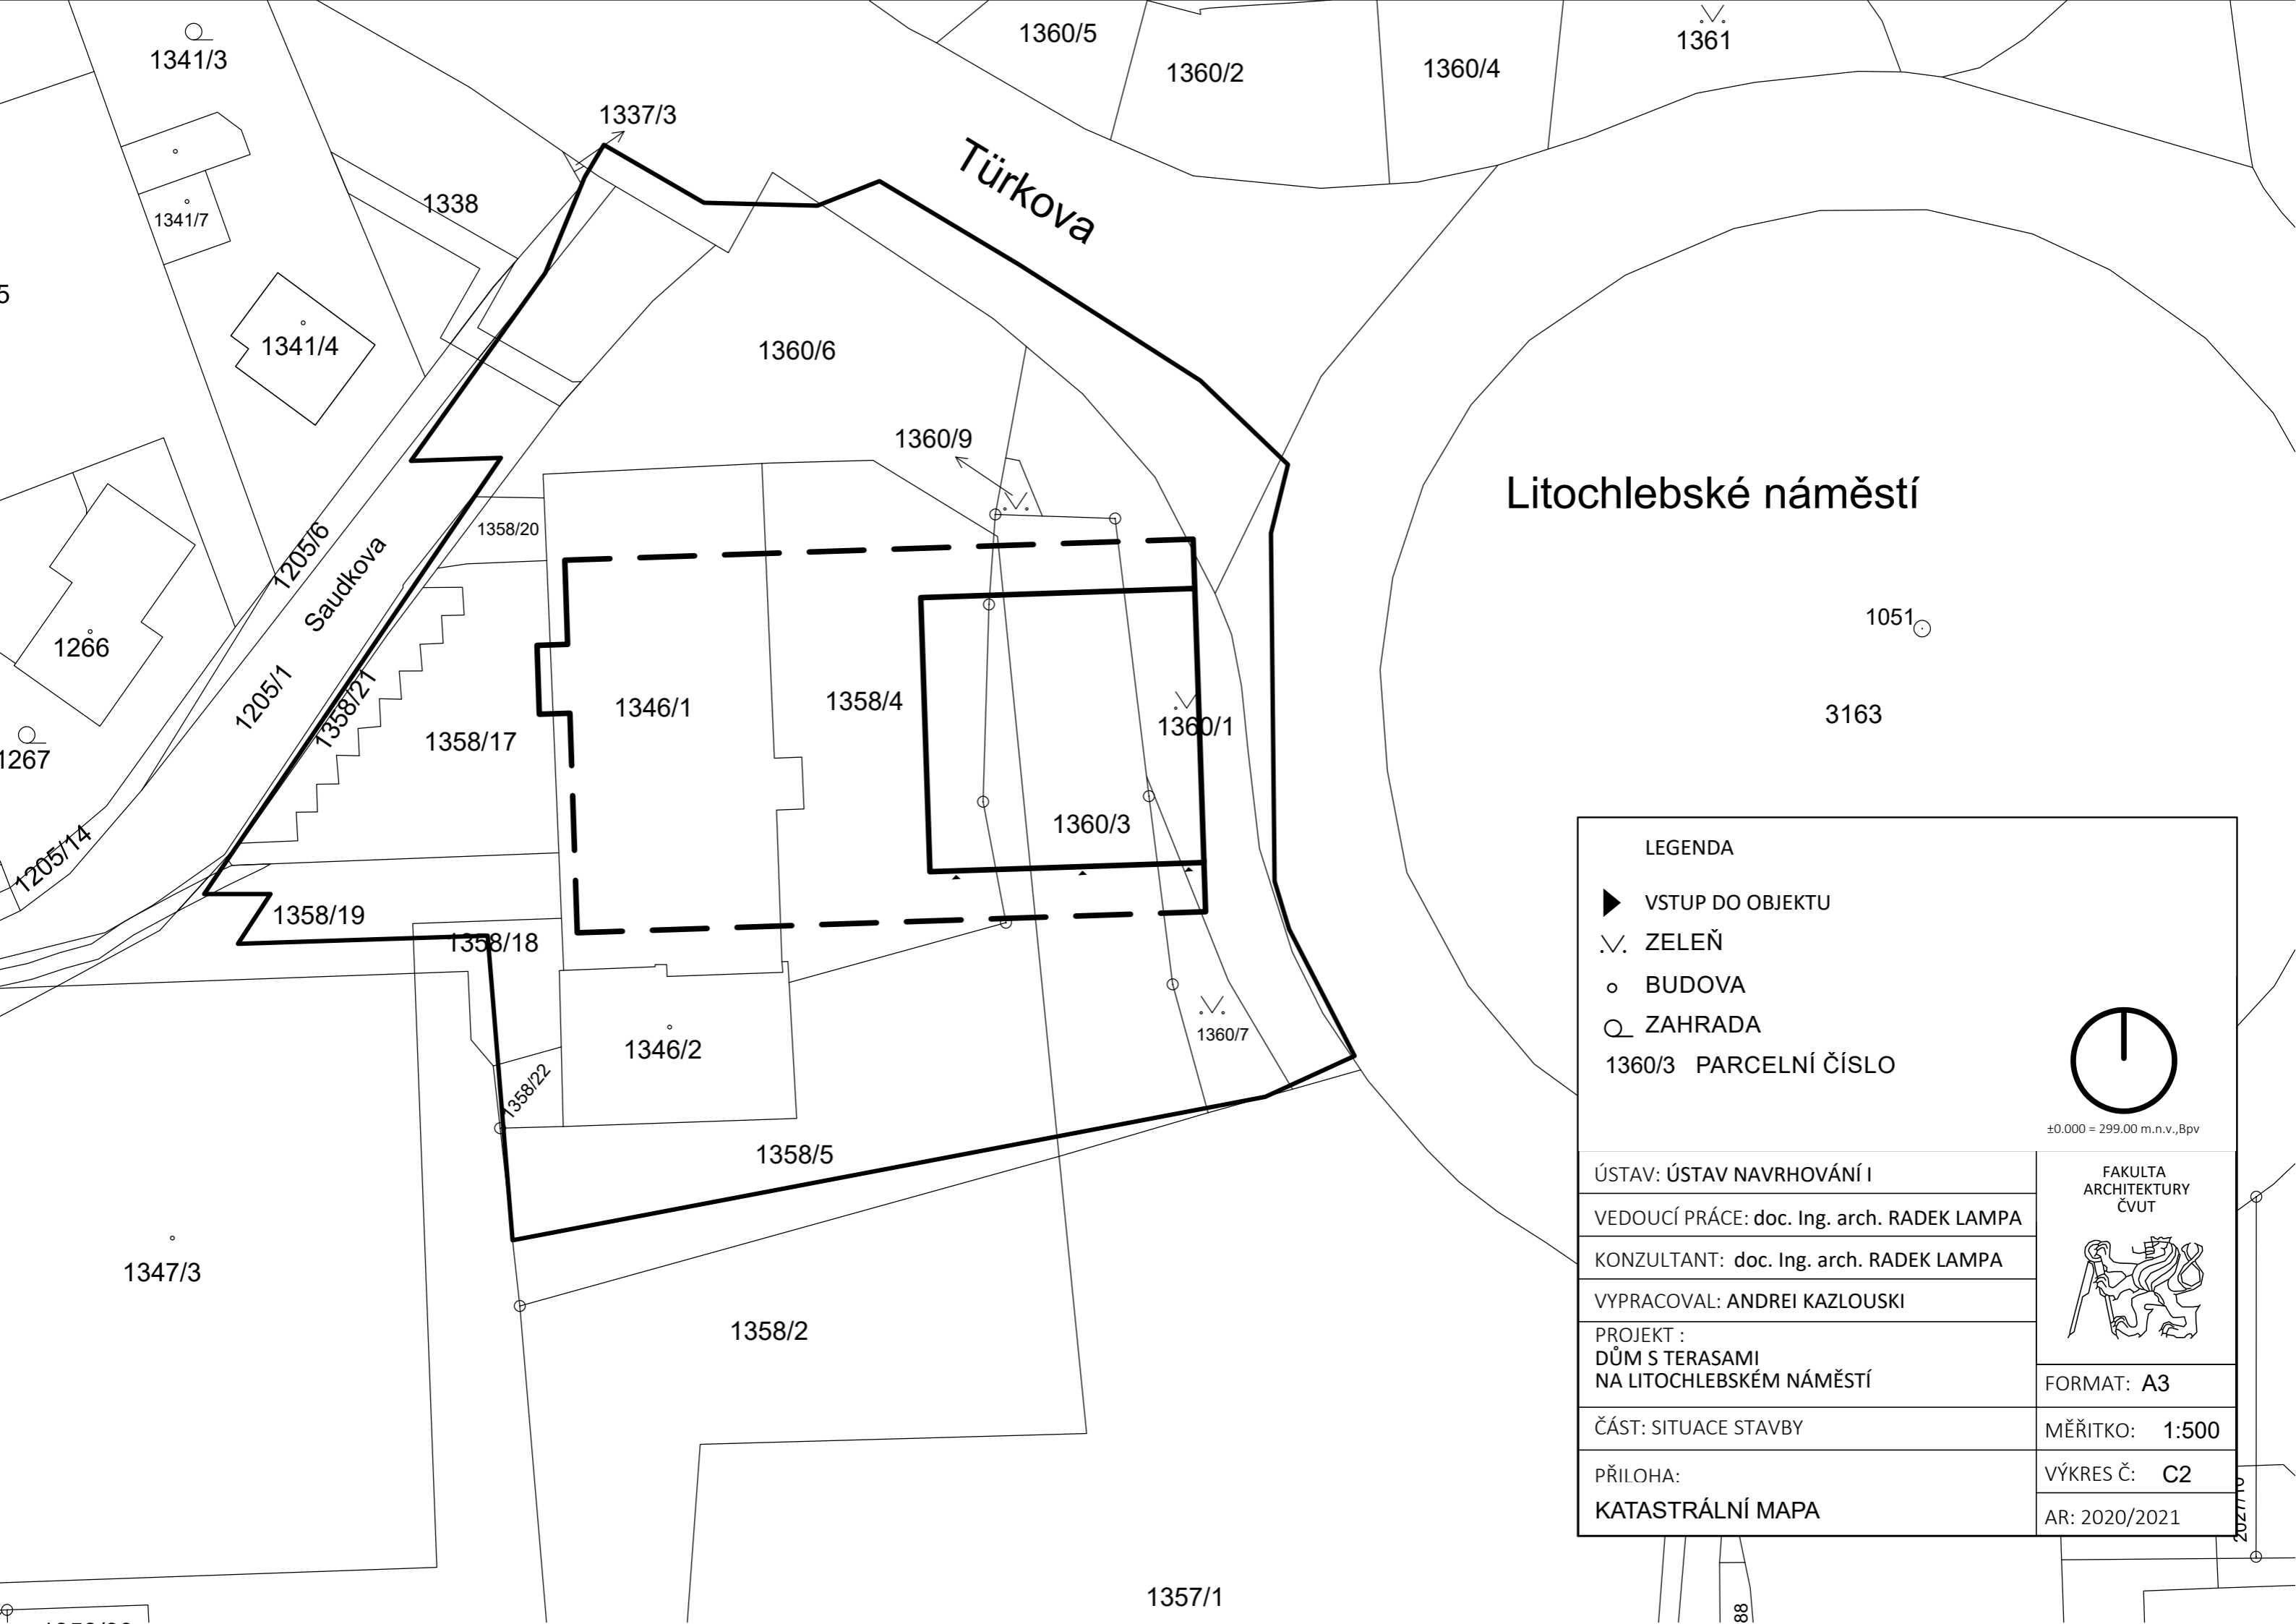 1341/3
1360/5
1360/2
1360/4
1361
1337/3
Türkova
1338
1341/7
5
1341/4
1360/6
1360/9
Litochlebské náměstí
1358/20
1205/6
Saudkova
1266
1205/1
1358/21
1346/1
1358/4
1360/1
1051
3163
1358/17
1267
1360/3
1205/14
1358/19
1358/18
1346/2
1360/7
1358/22
1358/5
1347/3
1358/2
1357/1
88
LEGENDA
VSTUP DO OBJEKTU
ZELEŇ
BUDOVA
ZAHRADA
1360/3 PARCELNÍ ČÍSLO
±0.000 = 299.00 m.n.v.,Bpv
ÚSTAV: ÚSTAV NAVRHOVÁNÍ I
VEDOUCÍ PRÁCE: doc. Ing. arch. RADEK LAMPA
KONZULTANT: doc. Ing. arch. RADEK LAMPA
VYPRACOVAL: ANDREI KAZLOUSKI
PROJEKT :
DŮM S TERASAMI
NA LITOCHLEBSKÉM NÁMĚSTÍ
ČÁST: SITUACE STAVBY
PŘILOHA:
KATASTRÁLNÍ MAPA
FAKULTA
ARCHITEKTURY
ČVUT
FORMAT: A3
MĚŘITKO: 1:500
VÝKRES Č: C2
AR: 2020/2021